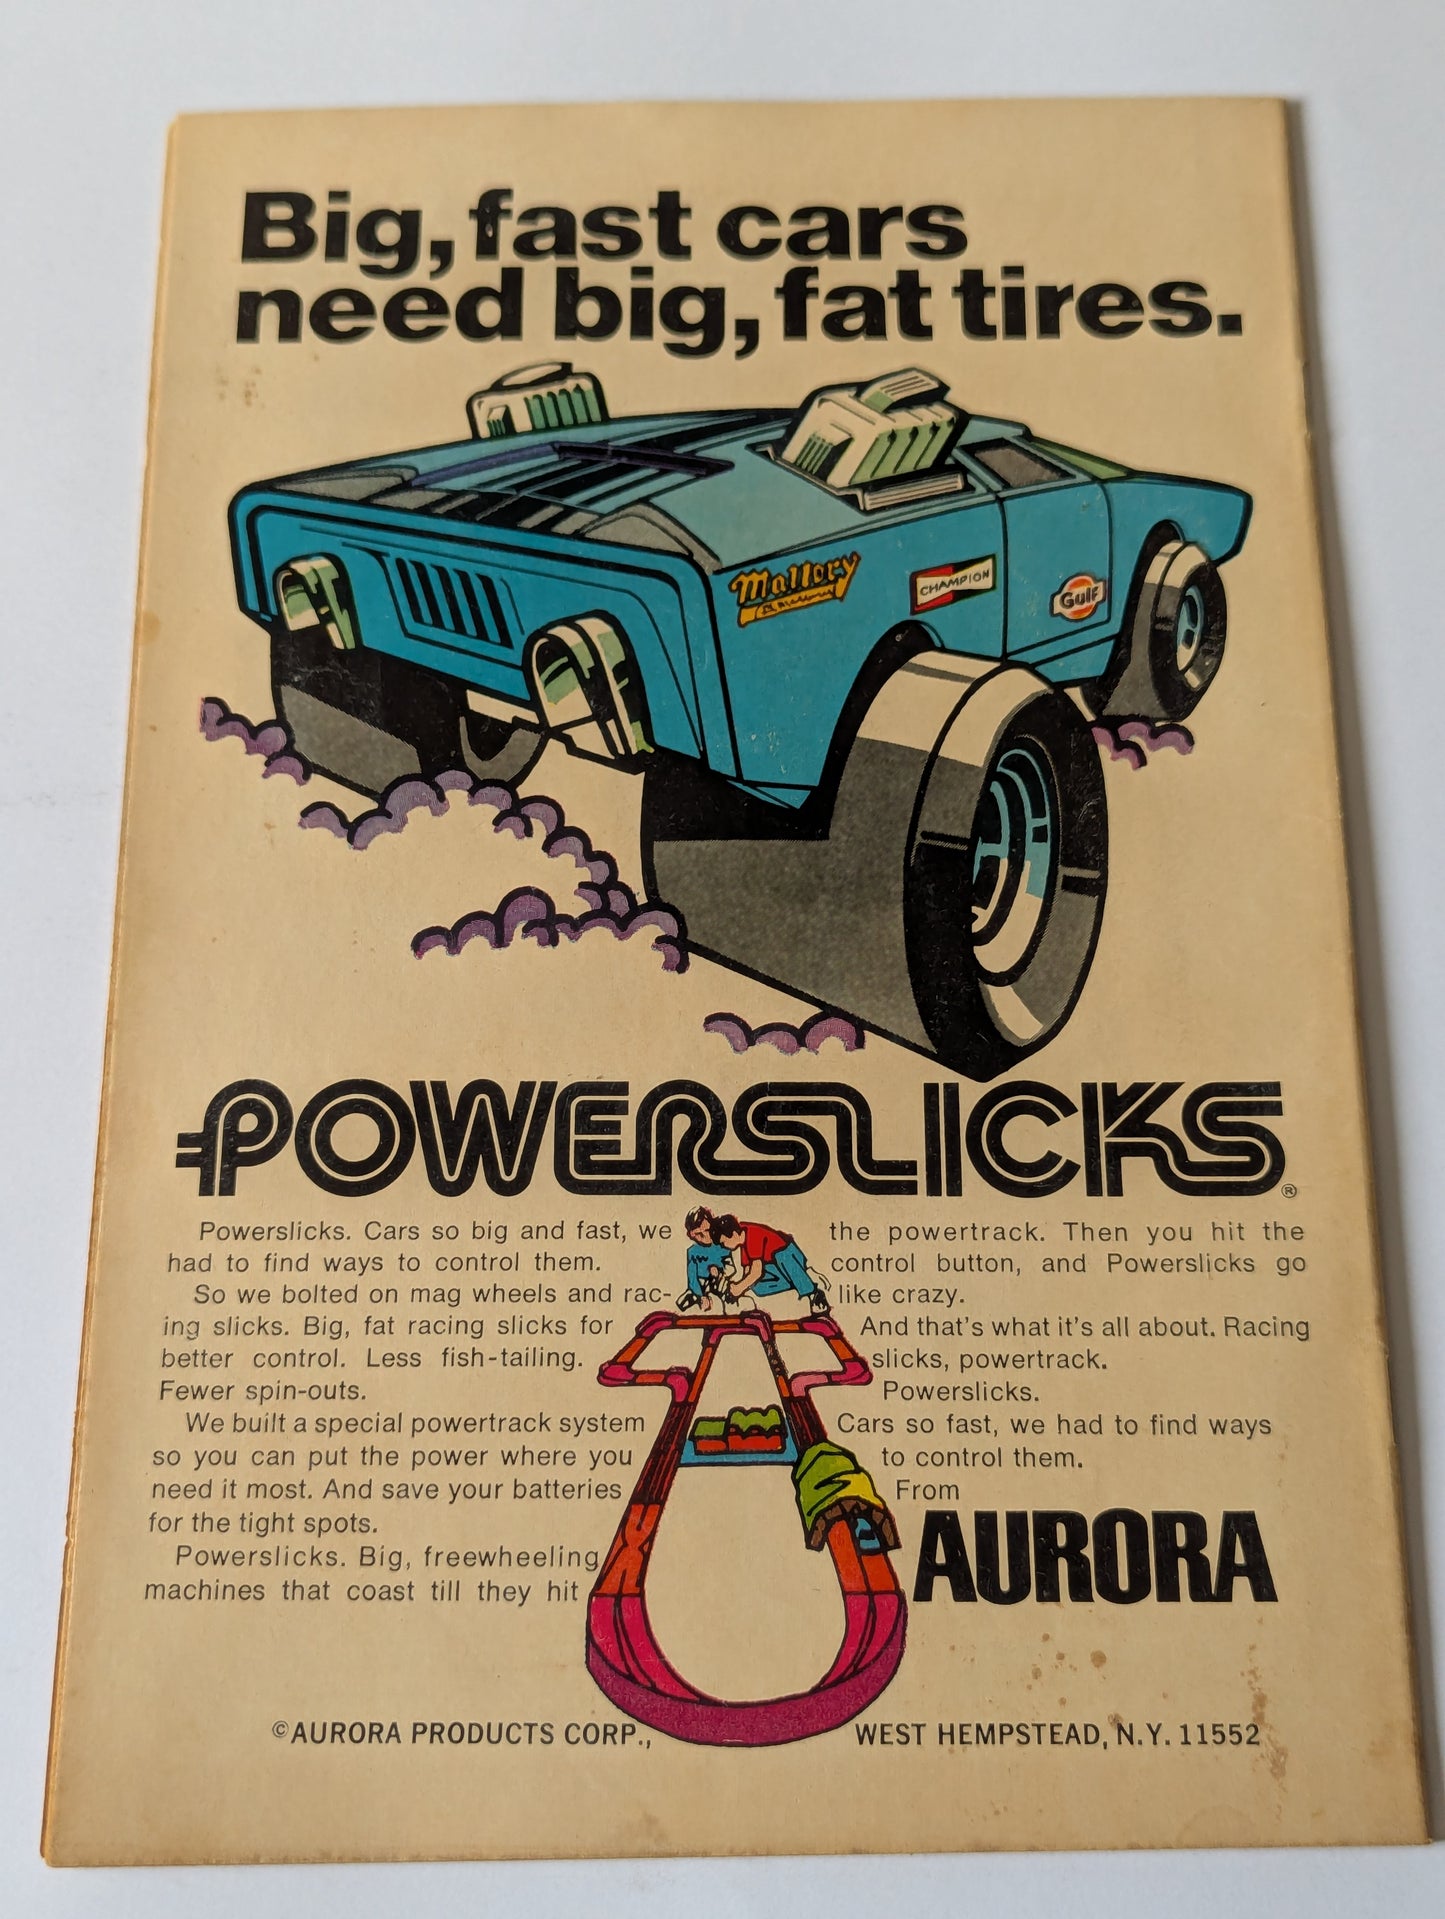 Big, fast cars
need big, fat tires.
Mallory
CHAMPION
Gulf
POWERSLICKS®
Powerslicks. Cars so big and fast, we
had to find ways to control them.
So we bolted on mag wheels and rac-
ing slicks. Big, fat racing slicks for
better control. Less fish-tailing.
Fewer spin-outs.
We built a special powertrack system
so you can put the power where you
need it most. And save your batteries
for the tight spots.
Powerslicks. Big, freewheeling
machines that coast till they hit
the powertrack. Then you hit the
control button, and Powerslicks go
like crazy.
And that's what it's all about. Racing
slicks, powertrack.
Powerslicks.
Cars so fast, we had to find ways
to control them.
From
AURORA
©AURORA PRODUCTS CORP., WEST HEMPSTEAD, N.Y. 11552